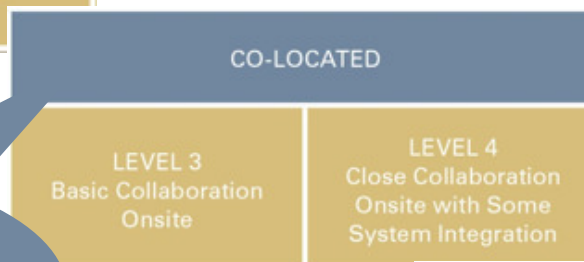 CO-LOCATED
LEVEL 3
Basic Collaboration
Onsite
LEVEL 4
Close Collaboration
Onsite with Some
System Integration